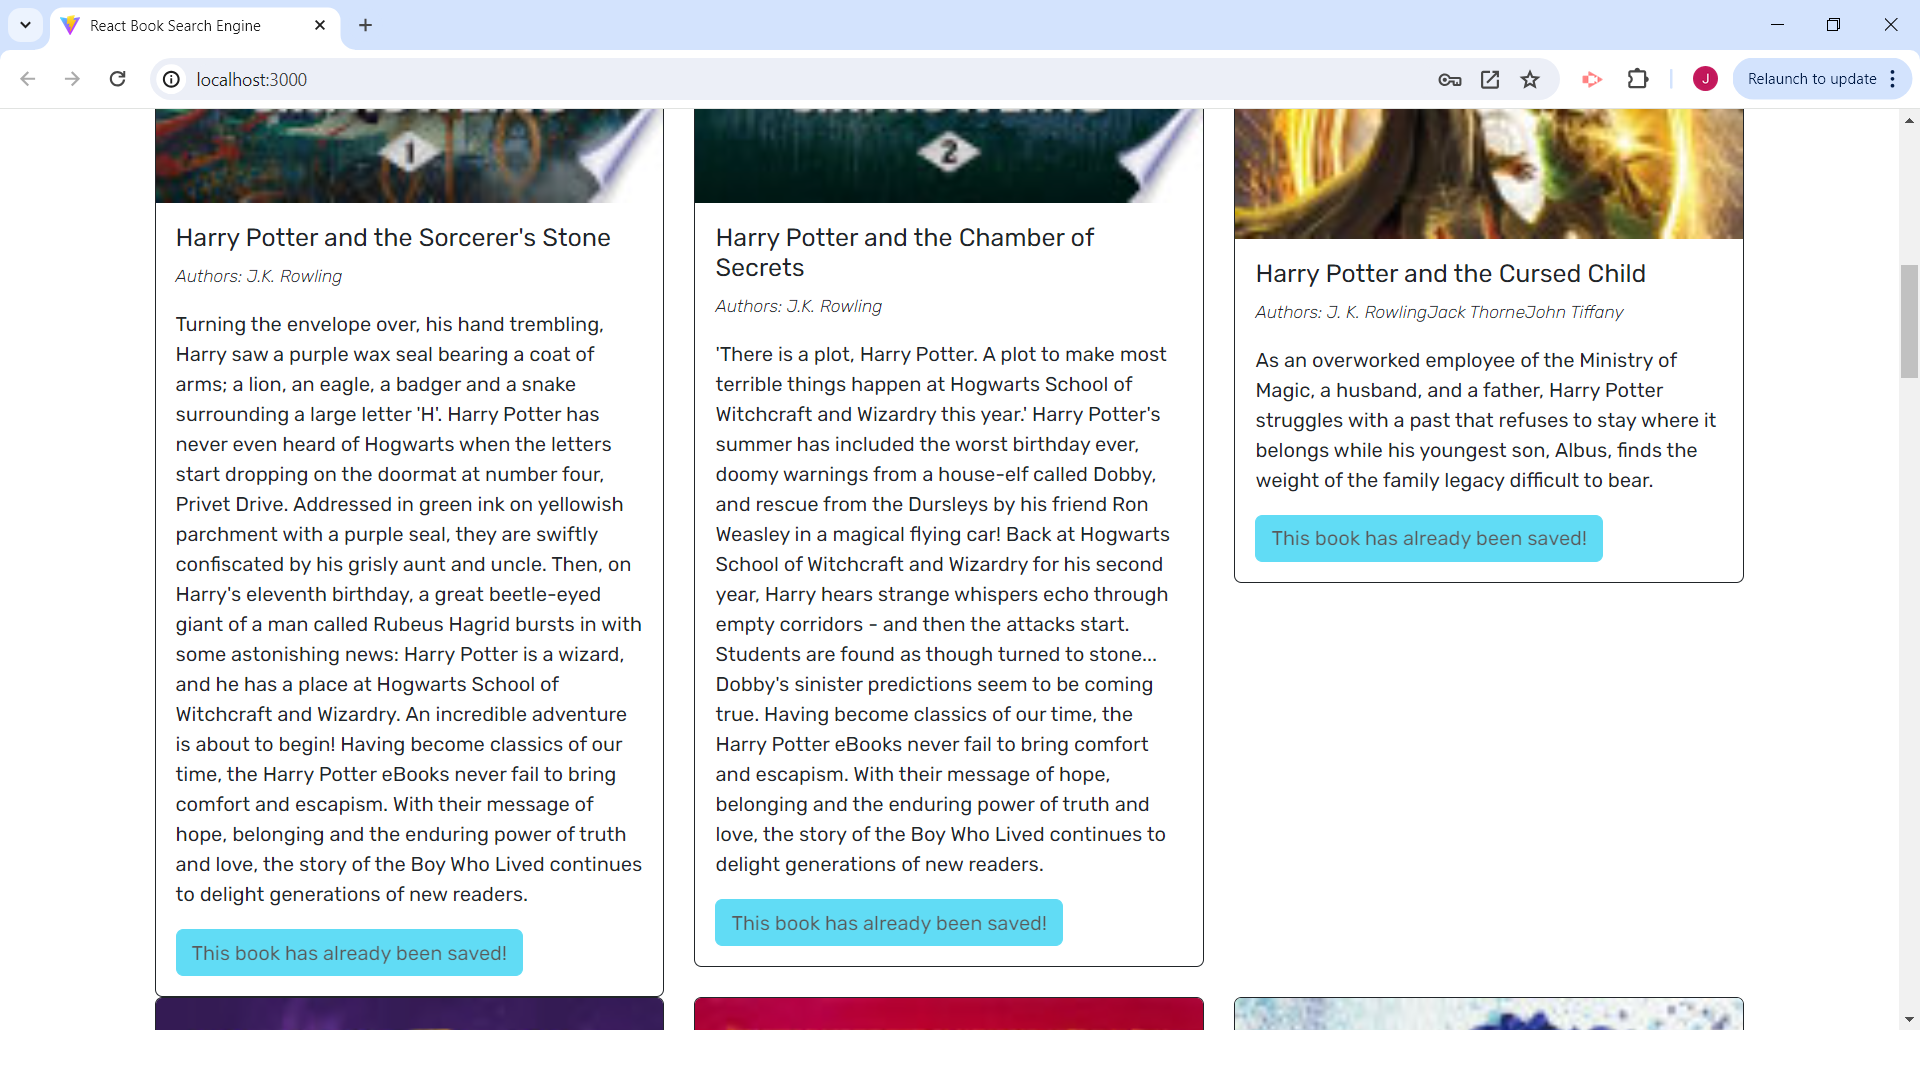 React Book Search Engine
localhost:3000
J
Relaunch to update
1
2
Harry Potter and the Sorcerer's Stone
Authors: J.K. Rowling
Turning the envelope over, his hand trembling,
Harry saw a purple wax seal bearing a coat of
arms; a lion, an eagle, a badger and a snake
surrounding a large letter 'H'. Harry Potter has
never even heard of Hogwarts when the letters
start dropping on the doormat at number four,
Privet Drive. Addressed in green ink on yellowish
parchment with a purple seal, they are swiftly
confiscated by his grisly aunt and uncle. Then, on
Harry's eleventh birthday, a great beetle-eyed
giant of a man called Rubeus Hagrid bursts in with
some astonishing news: Harry Potter is a wizard,
and he has a place at Hogwarts School of
Witchcraft and Wizardry. An incredible adventure
is about to begin! Having become classics of our
time, the Harry Potter eBooks never fail to bring
comfort and escapism. With their message of
hope, belonging and the enduring power of truth
and love, the story of the Boy Who Lived continues
to delight generations of new readers.
This book has already been saved!
Harry Potter and the Chamber of
Secrets
Authors: J.K. Rowling
'There is a plot, Harry Potter. A plot to make most
terrible things happen at Hogwarts School of
Witchcraft and Wizardry this year.' Harry Potter's
summer has included the worst birthday ever,
doomy warnings from a house-elf called Dobby,
and rescue from the Dursleys by his friend Ron
Weasley in a magical flying car! Back at Hogwarts
School of Witchcraft and Wizardry for his second
year, Harry hears strange whispers echo through
empty corridors - and then the attacks start.
Students are found as though turned to stone...
Dobby's sinister predictions seem to be coming
true. Having become classics of our time, the
Harry Potter eBooks never fail to bring comfort
and escapism. With their message of hope,
belonging and the enduring power of truth and
love, the story of the Boy Who Lived continues to
delight generations of new readers.
This book has already been saved!
Harry Potter and the Cursed Child
Authors: J. K. RowlingJack ThorneJohn Tiffany
As an overworked employee of the Ministry of
Magic, a husband, and a father, Harry Potter
struggles with a past that refuses to stay where it
belongs while his youngest son, Albus, finds the
weight of the family legacy difficult to bear.
This book has already been saved!